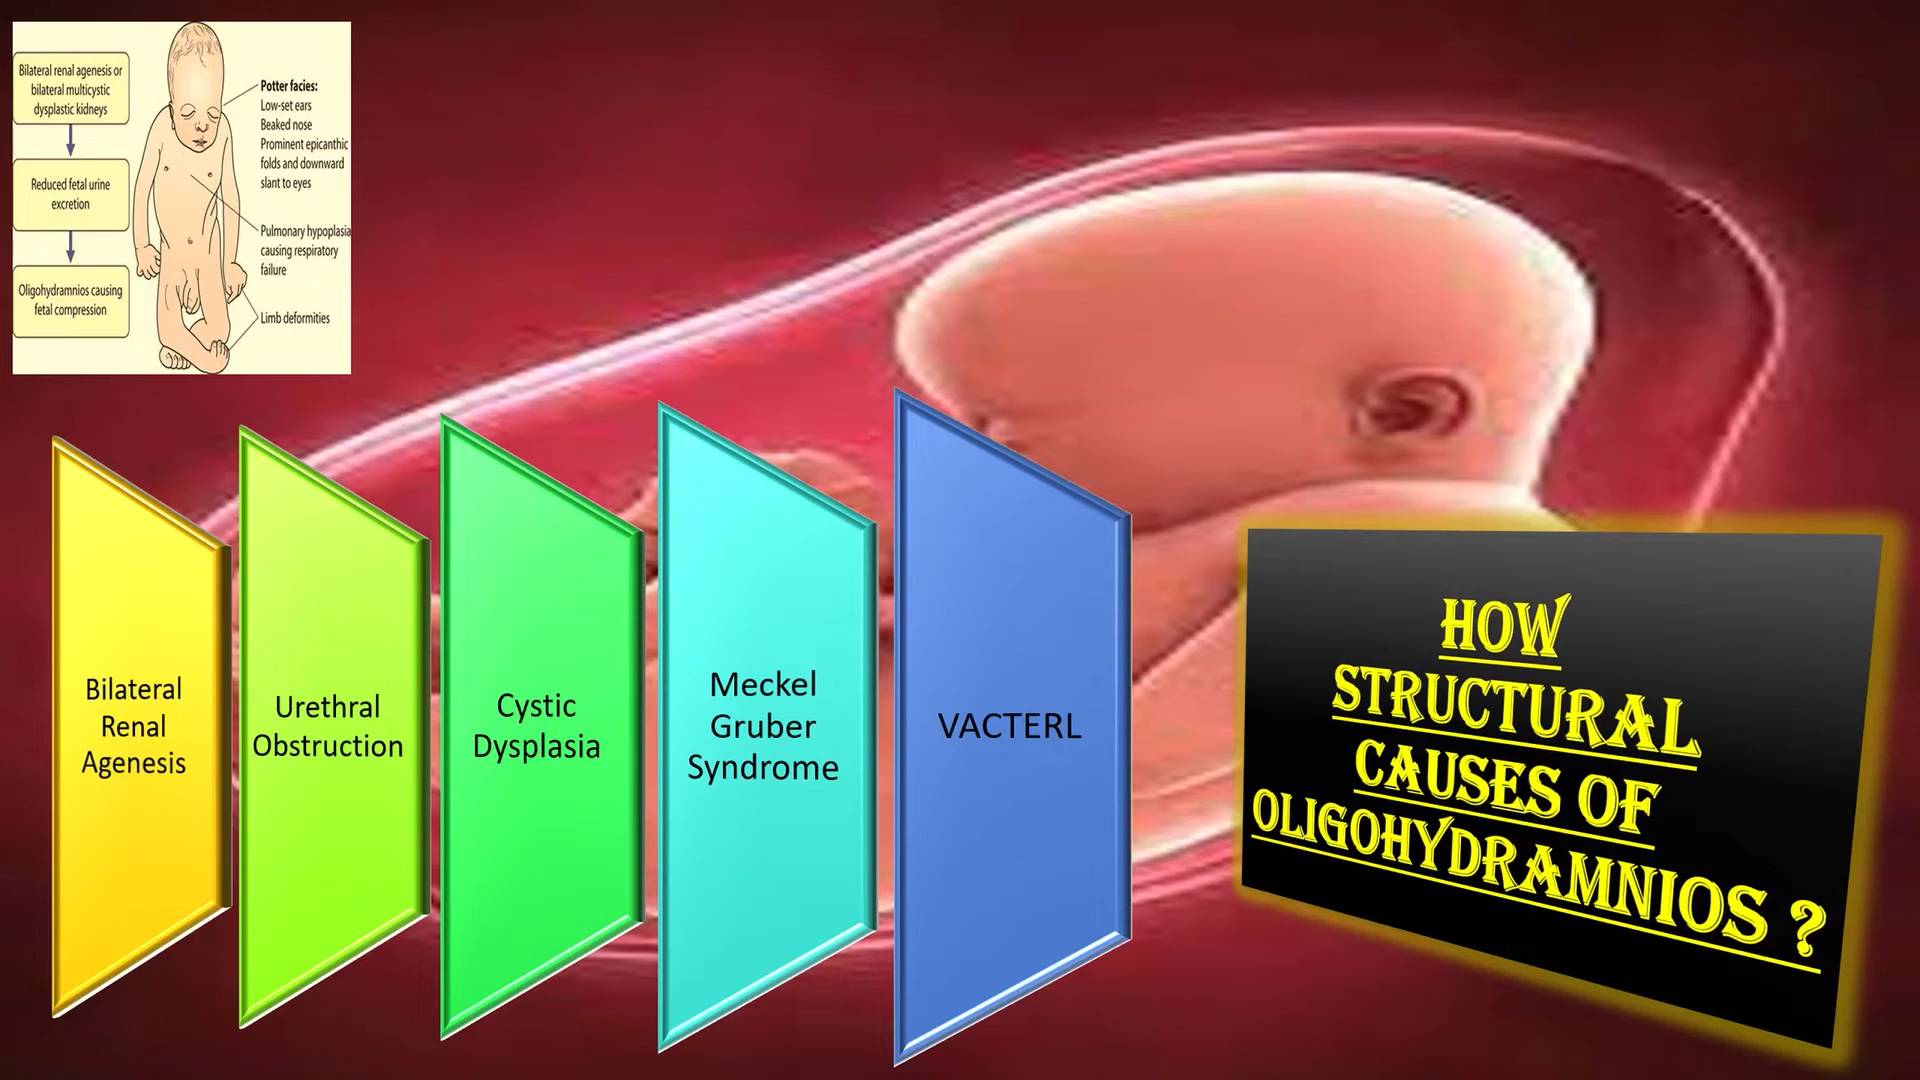 Bilateral renal agenesis or
bilateral multicystic
dysplastic kidneys
Reduced fetal urine
excretion
Oligohydramnios causing
fetal compression
Potter facies:
Low-set ears
Beaked nose
Prominent epicanthic
folds and downward
slant to eyes
Pulmonary hypoplasia
causing respiratory
failure
Limb deformities
Bilateral
Renal
Agenesis
Urethral
Obstruction
Cystic
Dysplasia
Meckel
Gruber
Syndrome
VACTERL
HOW
STRUCTURAL
CAUSES OF
OLIGOHYDRAMNIOS ?